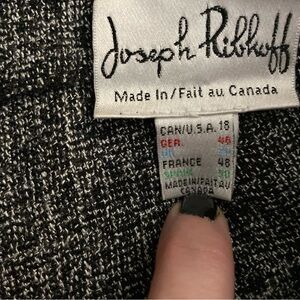 Joseph Ribkoff
Made In/Fait au Canada
CAN/U.S.A. 18
GER. 46
UK
FRANCE 48
SPAIN 50
MADE IN/FAIT AU
CANADA